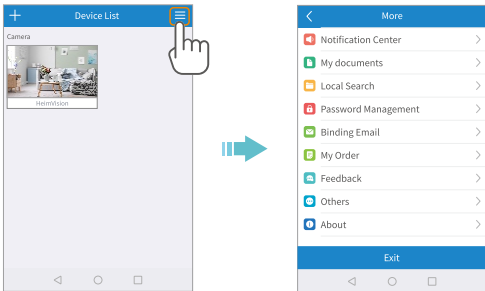 Device List
Camera
HeimVision
More
Notification Center
My documents
Local Search
Password Management
Binding Email
My Order
Feedback
Others
About
Exit